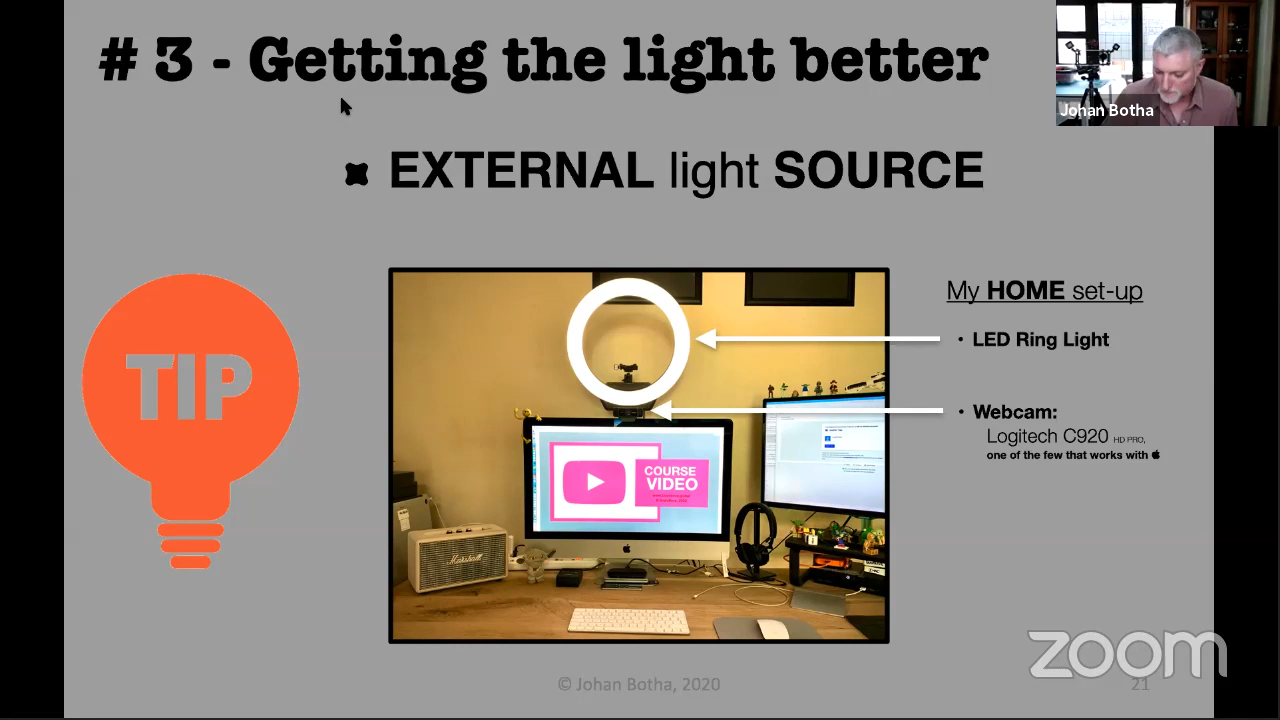 # 3 - Getting the light better
Johan Botha
EXTERNAL light SOURCE
My HOME set-up
• LED Ring Light
TIP
• Webcam:
Logitech C920 HD PRO,
one of the few that works with
COURSE
VIDEO
Marshall
zoom
© Johan Botha, 2020
21